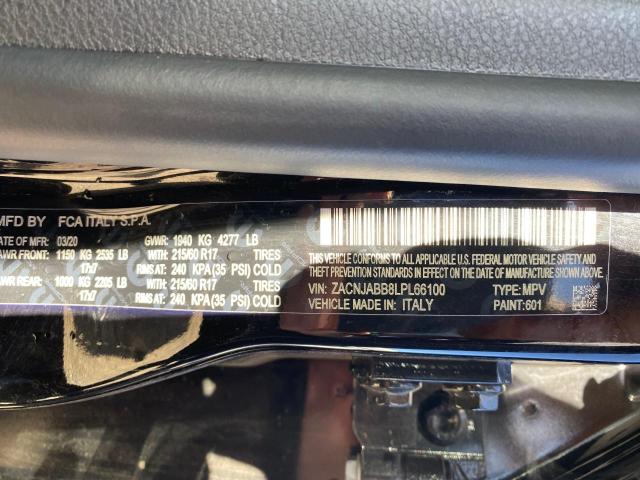 MFD BY FCA ITALY S.P.A.
DATE OF MFR 03/20 GVWR: 1940 KG 4277 LB
GAWR FRONT: 1150 KG 2535 LB WITH: 215/60 R17 TIRES
17x7 RIMS AT: 240 KPA (35 PSI) COLD
GAWR REAR: 1000 KG 2205 LB WITH: 215/60 R17 TIRES
17x7 RIMS AT: 240 KPA (35 PSI) COLD
THIS VEHICLE CONFORMS TO ALL APPLICABLE U.S. FEDERAL MOTOR VEHICLE SAFETY AND
THEFT PREVENTION STANDARDS IN EFFECT ON THE DATE OF MANUFACTURE SHOWN ABOVE
VIN: ZACNJABB8LPL66100 TYPE: MPV
VEHICLE MADE IN: ITALY PAINT: 601